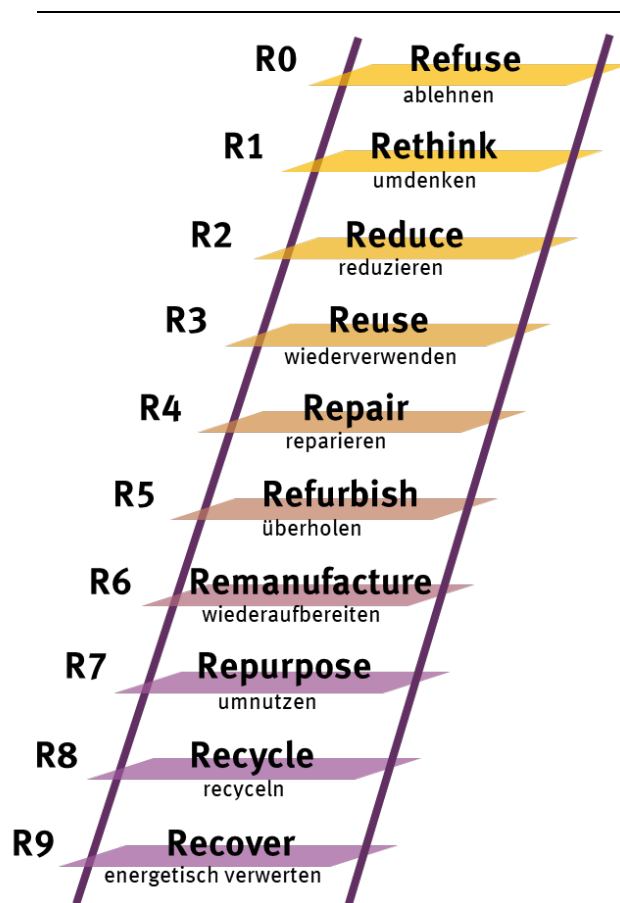 R0 Refuse
ablehnen
R1 Rethink
umdenken
R2 Reduce
reduzieren
R3 Reuse
wiederverwenden
R4 Repair
reparieren
R5 Refurbish
überholen
R6 Remanufacture
wiederaufbereiten
R7 Repurpose
umnutzen
R8 Recycle
recyceln
R9 Recover
energetisch verwerten